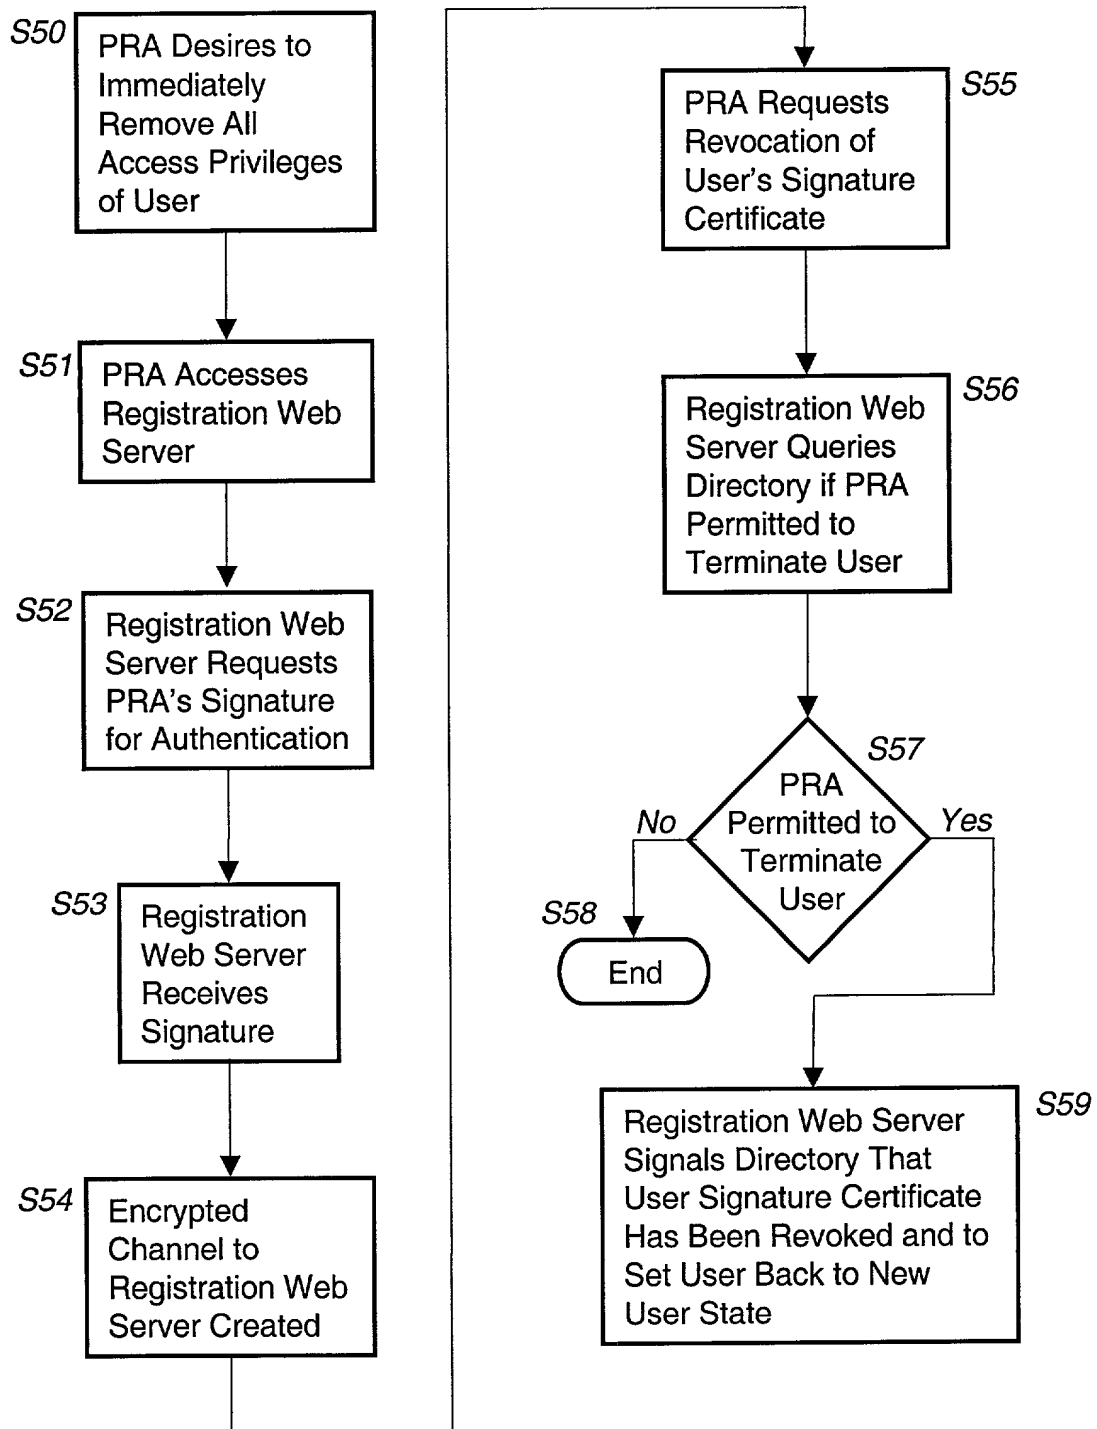 S50
PRA Desires to
Immediately
Remove All
Access Privileges
of User
S51
PRA Accesses
Registration Web
Server
S52
Registration Web
Server Requests
PRA's Signature
for Authentication
S53
Registration
Web Server
Receives
Signature
S54
Encrypted
Channel to
Registration Web
Server Created
S55
PRA Requests
Revocation of
User's Signature
Certificate
S56
Registration Web
Server Queries
Directory if PRA
Permitted to
Terminate User
S57
PRA
Permitted to
Terminate
User
No
Yes
S58
End
S59
Registration Web Server
Signals Directory That
User Signature Certificate
Has Been Revoked and to
Set User Back to New
User State